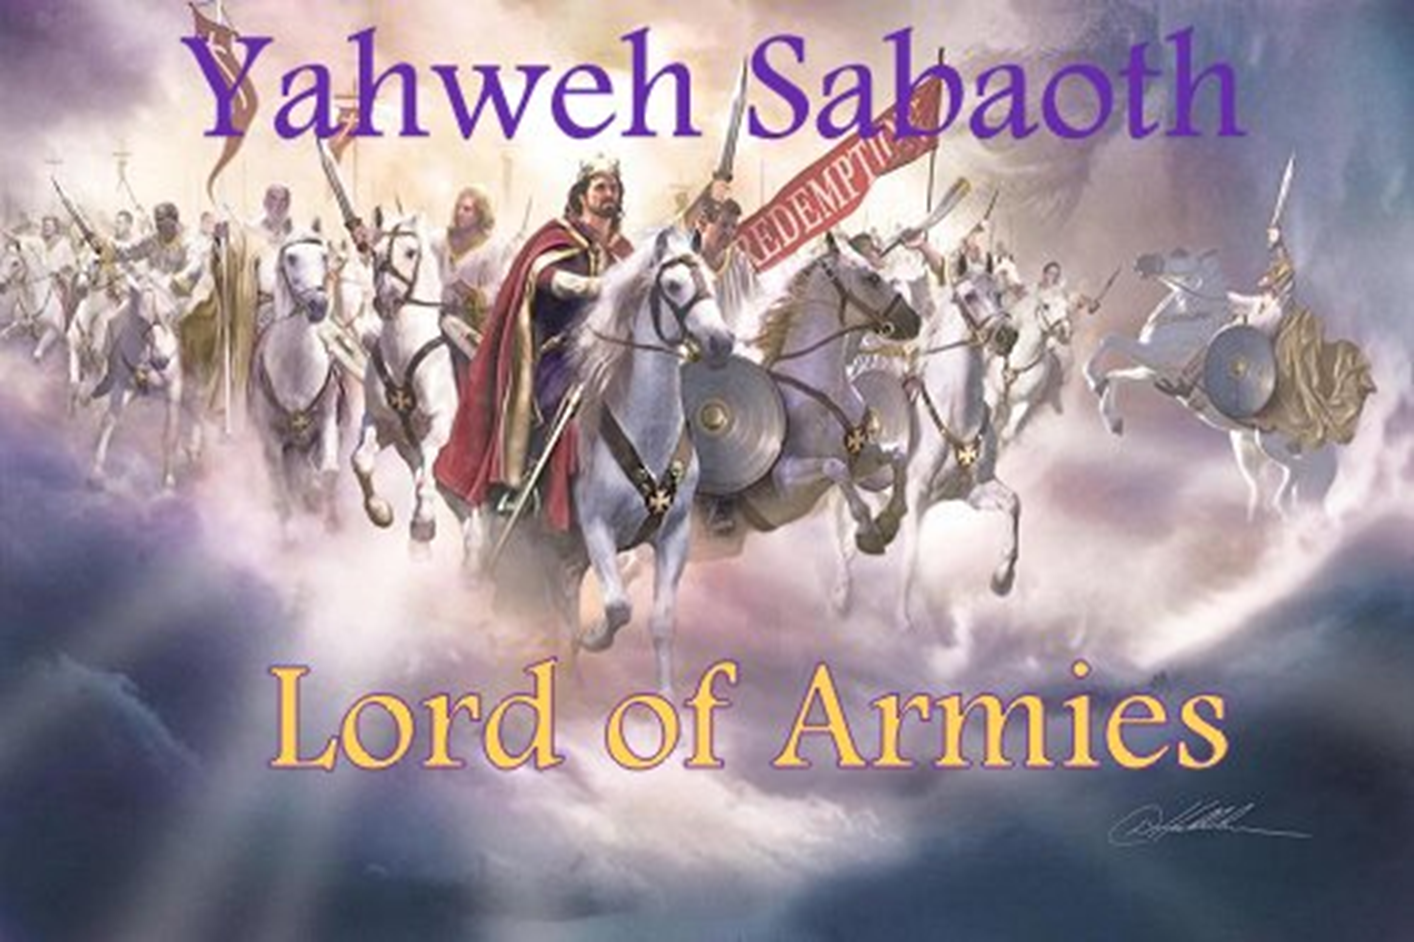 Yahweh Sabaoth
REDEMPTION
Lord of Armies